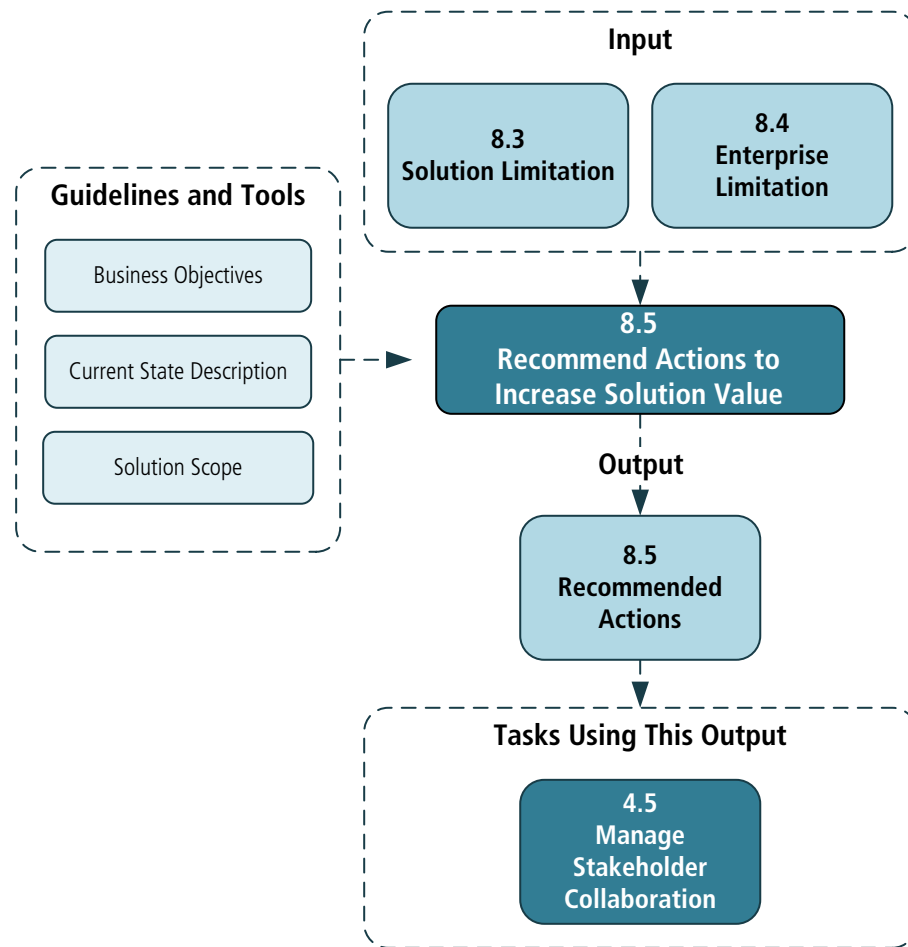 Input
8.3
Solution Limitation
8.4
Enterprise
Limitation
Guidelines and Tools
Business Objectives
Current State Description
Solution Scope
8.5
Recommend Actions to
Increase Solution Value
Output
8.5
Recommended
Actions
Tasks Using This Output
4.5
Manage
Stakeholder
Collaboration